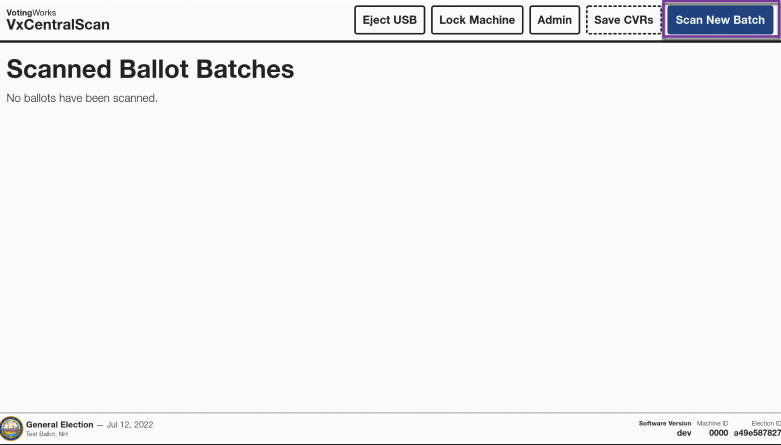 VotingWorks
VxCentralScan
Eject USB
Lock Machine
Admin
Save CVRs
Scan New Batch
Scanned Ballot Batches
No ballots have been scanned.
General Election — Jul 12, 2022
Test Ballot, NH
Software Version
dev
Machine ID
0000
Election ID
a49e587827